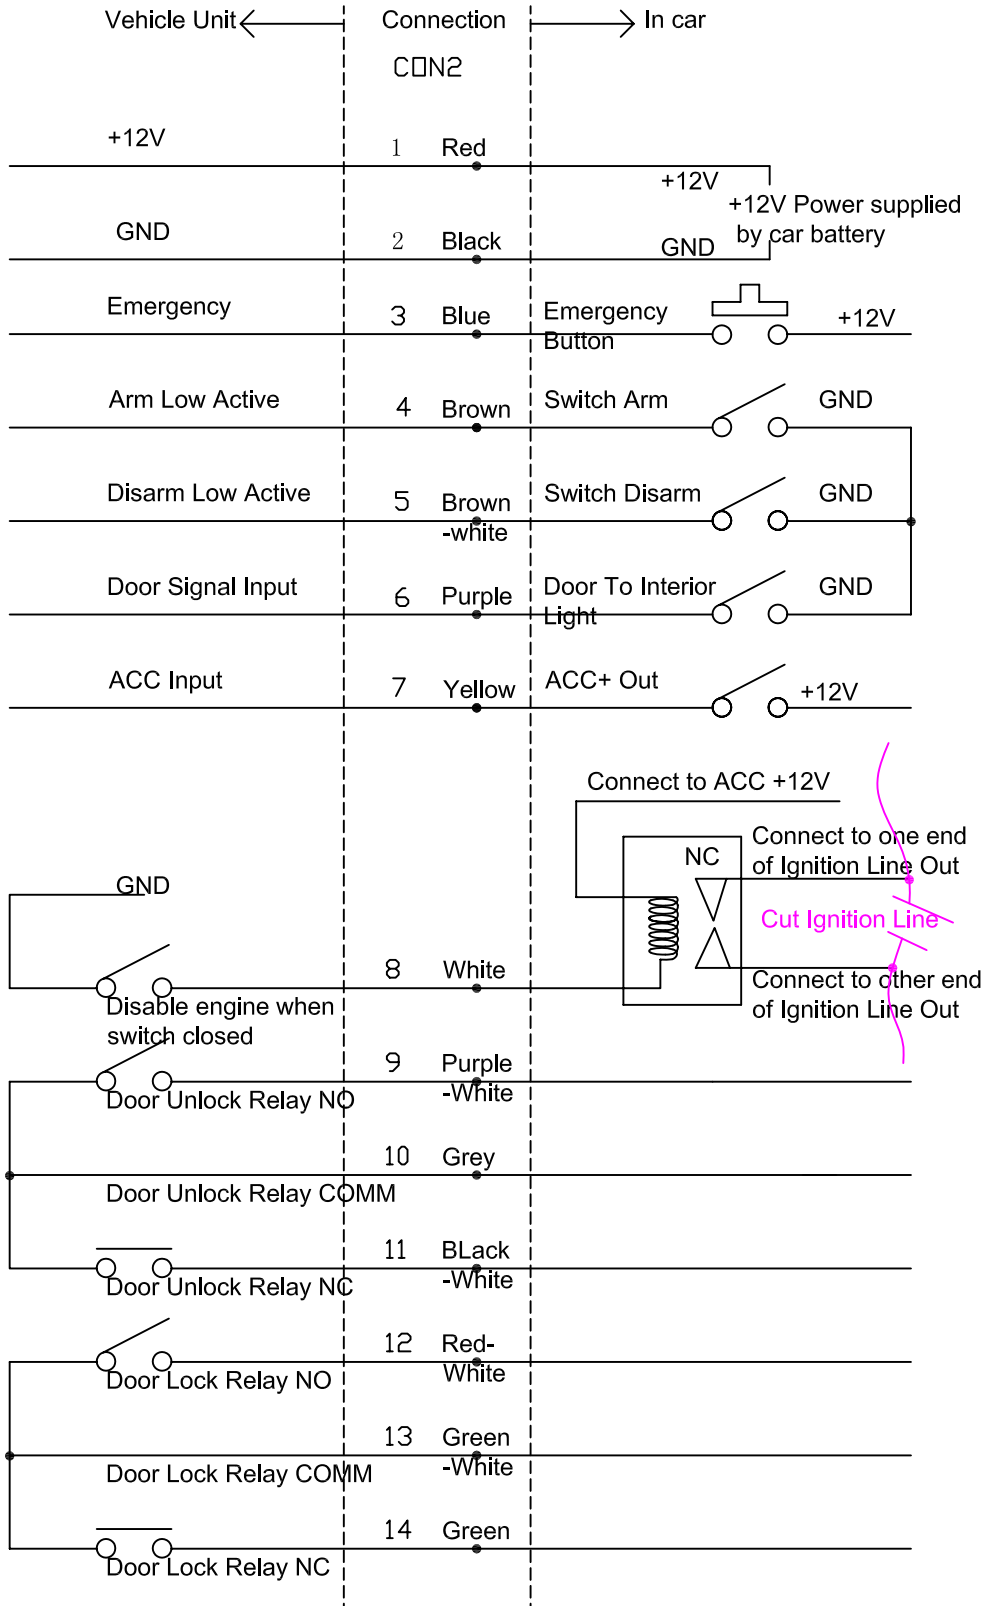 Vehicle Unit
Connection
In car
CON2
+12V
1
Red
+12V
+12V Power supplied
by car battery
GND
2
Black
GND
Emergency
3
Blue
Emergency
Button
+12V
Arm Low Active
4
Brown
Switch Arm
GND
Disarm Low Active
5
Brown
-white
Switch Disarm
GND
Door Signal Input
6
Purple
Door To Interior
Light
GND
ACC Input
7
Yellow
ACC+ Out
+12V
Connect to ACC +12V
NC
Connect to one end
of Ignition Line Out
Cut Ignition Line
Connect to other end
of Ignition Line Out
GND
8
White
Disable engine when
switch closed
9
Purple
-White
Door Unlock Relay NO
10
Grey
Door Unlock Relay COMM
11
BLack
-White
Door Unlock Relay NC
12
Red-
White
Door Lock Relay NO
13
Green
-White
Door Lock Relay COMM
14
Green
Door Lock Relay NC